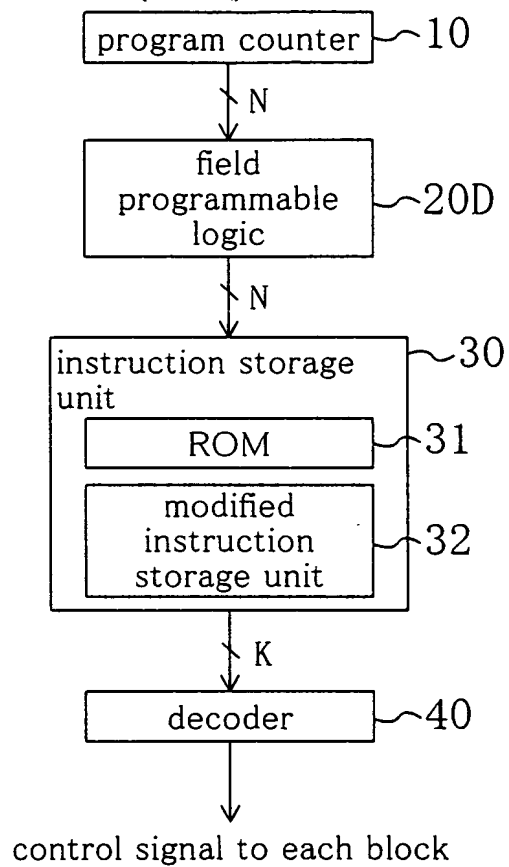 program counter 10
N
field
programmable
logic
20D
N
instruction storage
unit
30
ROM 31
modified
instruction
storage unit
32
K
decoder 40
control signal to each block